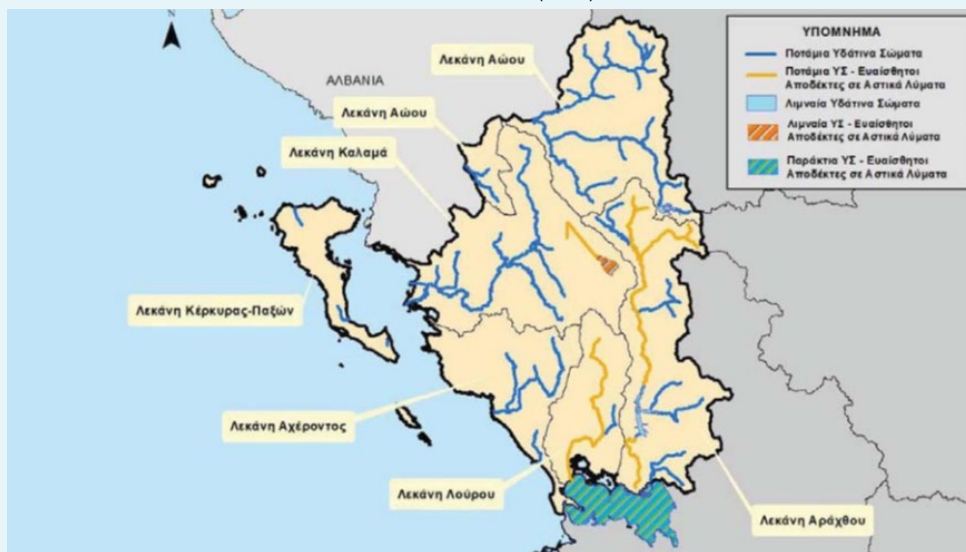 N
ΥΠΟΜΝΗΜΑ
Ποτάμια Υδάτινα Σώματα
Ποτάμια ΥΣ - Ευαίσθητοι
Αποδέκτες σε Αστικά Λύματα
Λιμναία Υδάτινα Σώματα
Λιμναία ΥΣ - Ευαίσθητοι
Αποδέκτες σε Αστικά Λύματα
Παράκτια ΥΣ - Ευαίσθητοι
Αποδέκτες σε Αστικά Λύματα
Λεκάνη Αώου
ΑΛΒΑΝΙΑ
Λεκάνη Αώου
Λεκάνη Καλαμά
Λεκάνη Κέρκυρας-Παξών
Λεκάνη Αχέροντος
Λεκάνη Λούρου
Λεκάνη Αράχθου